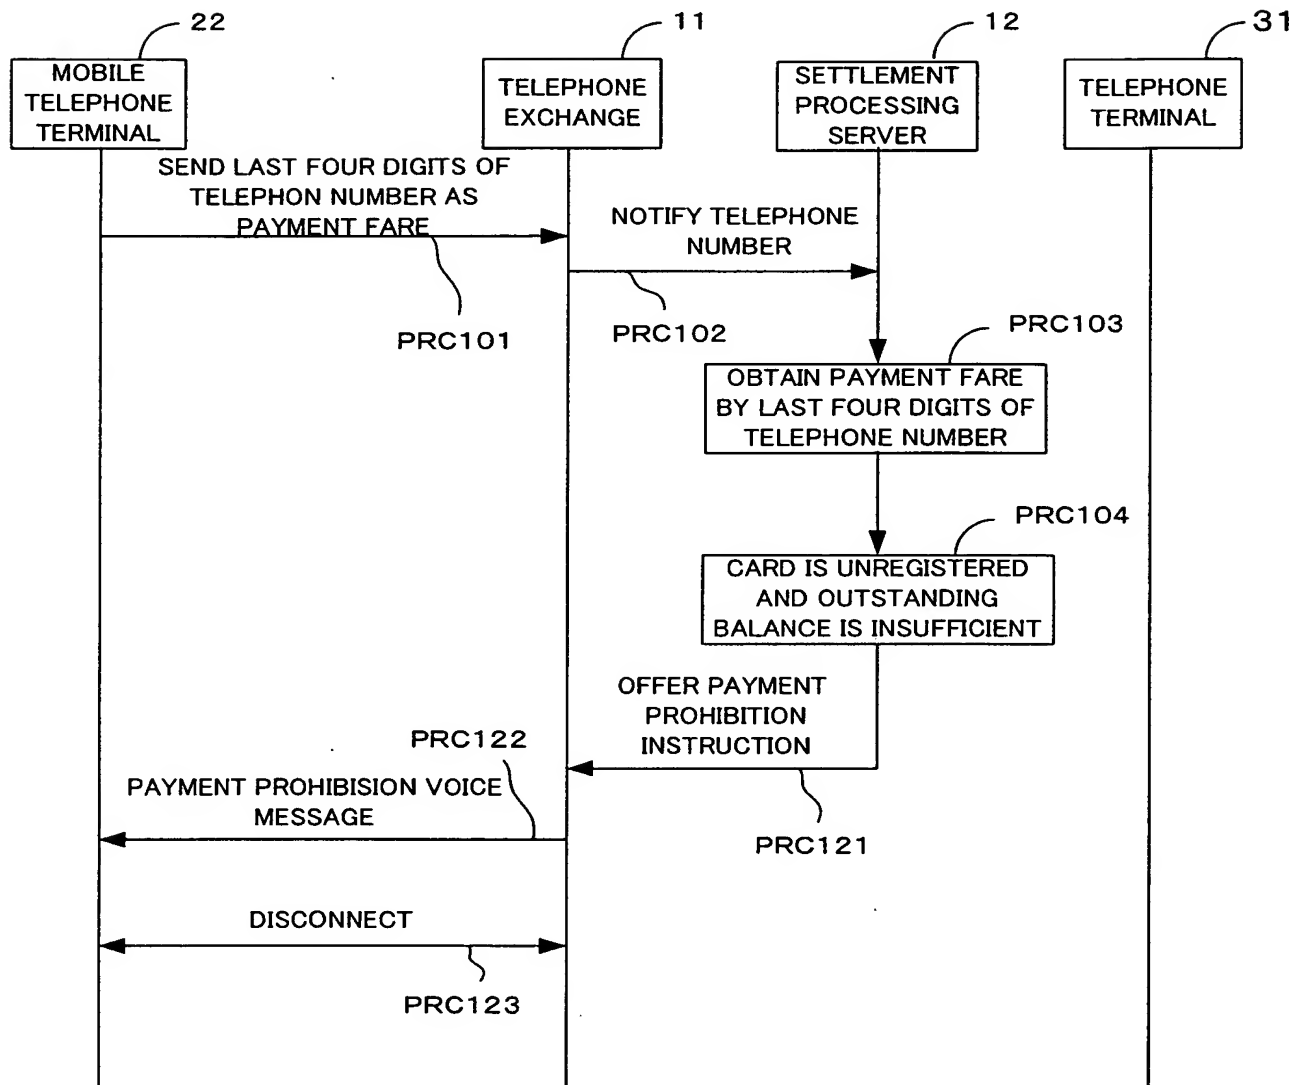 22
11
12
31
MOBILE
TELEPHONE
TERMINAL
TELEPHONE
EXCHANGE
SETTLEMENT
PROCESSING
SERVER
TELEPHONE
TERMINAL
SEND LAST FOUR DIGITS OF
TELEPHON NUMBER AS
PAYMENT FARE
NOTIFY TELEPHONE
NUMBER
PRC101
PRC102
PRC103
OBTAIN PAYMENT FARE
BY LAST FOUR DIGITS OF
TELEPHONE NUMBER
PRC104
CARD IS UNREGISTERED
AND OUTSTANDING
BALANCE IS INSUFFICIENT
OFFER PAYMENT
PROHIBITION
INSTRUCTION
PRC122
PAYMENT PROHIBISION VOICE
MESSAGE
PRC121
DISCONNECT
PRC123